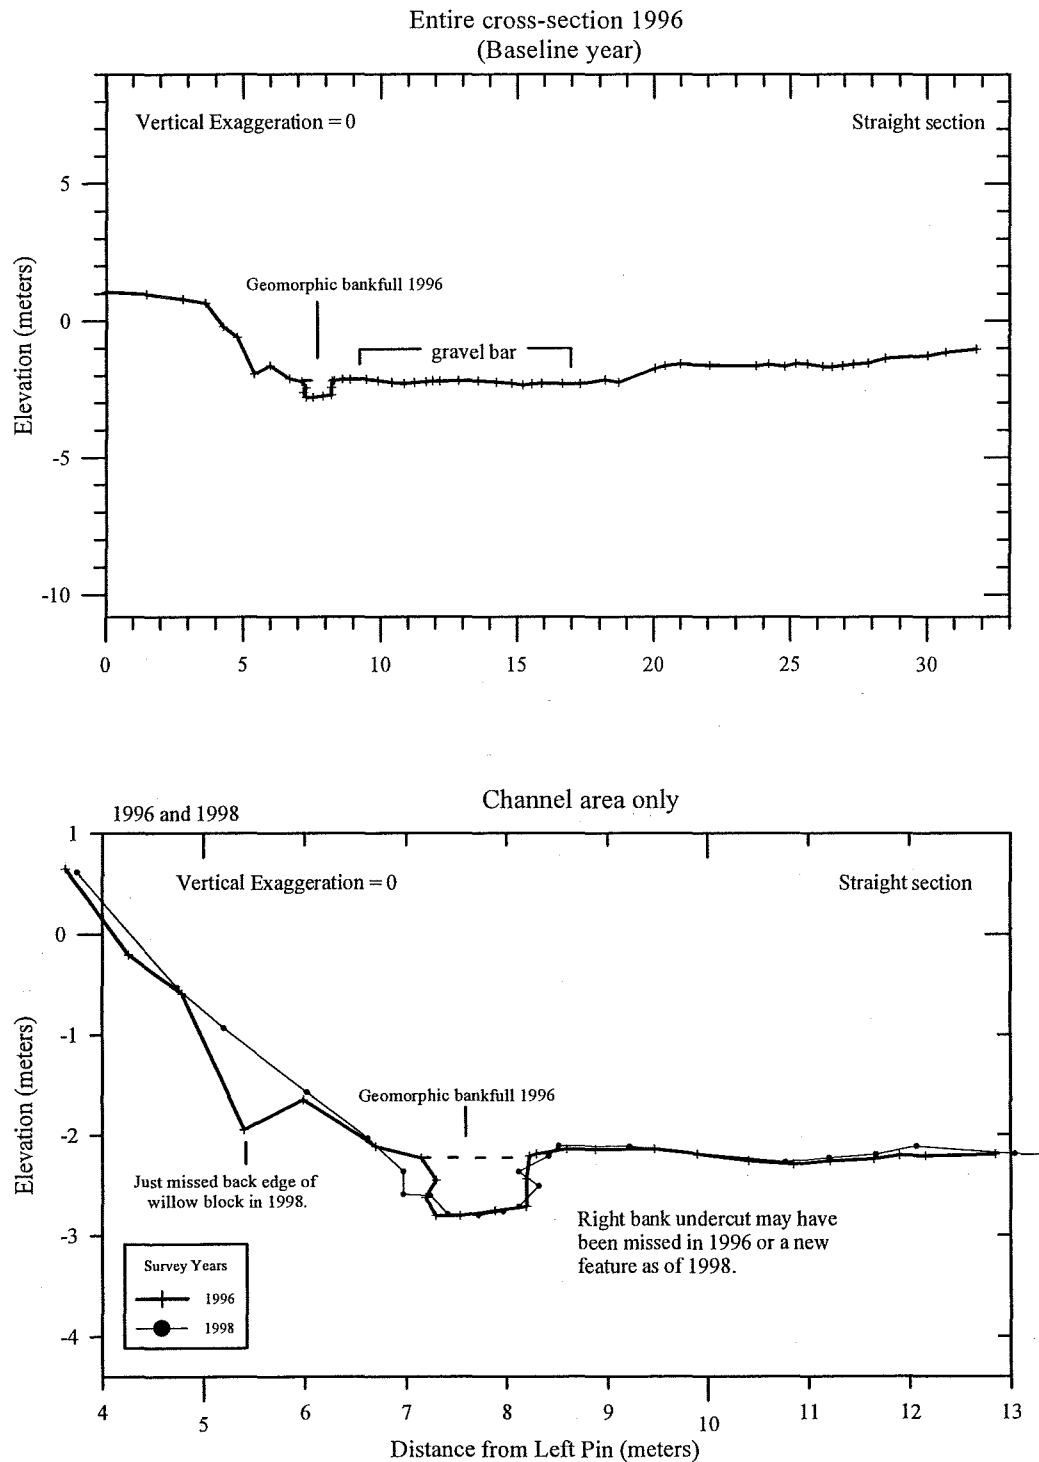 Entire cross-section 1996
(Baseline year)
Vertical Exaggeration = 0
Straight section
5
0
-5
-10
Elevation (meters)
Geomorphic bankfull 1996
gravel bar
0 5 10 15 20 25 30
Channel area only
1996 and 1998
Vertical Exaggeration = 0
Straight section
1
0
-1
-2
-3
-4
Elevation (meters)
Geomorphic bankfull 1996
Just missed back edge of
willow block in 1998.
Right bank undercut may have
been missed in 1996 or a new
feature as of 1998.
Survey Years
1996
1998
4 5 6 7 8 9 10 11 12 13
Distance from Left Pin (meters)